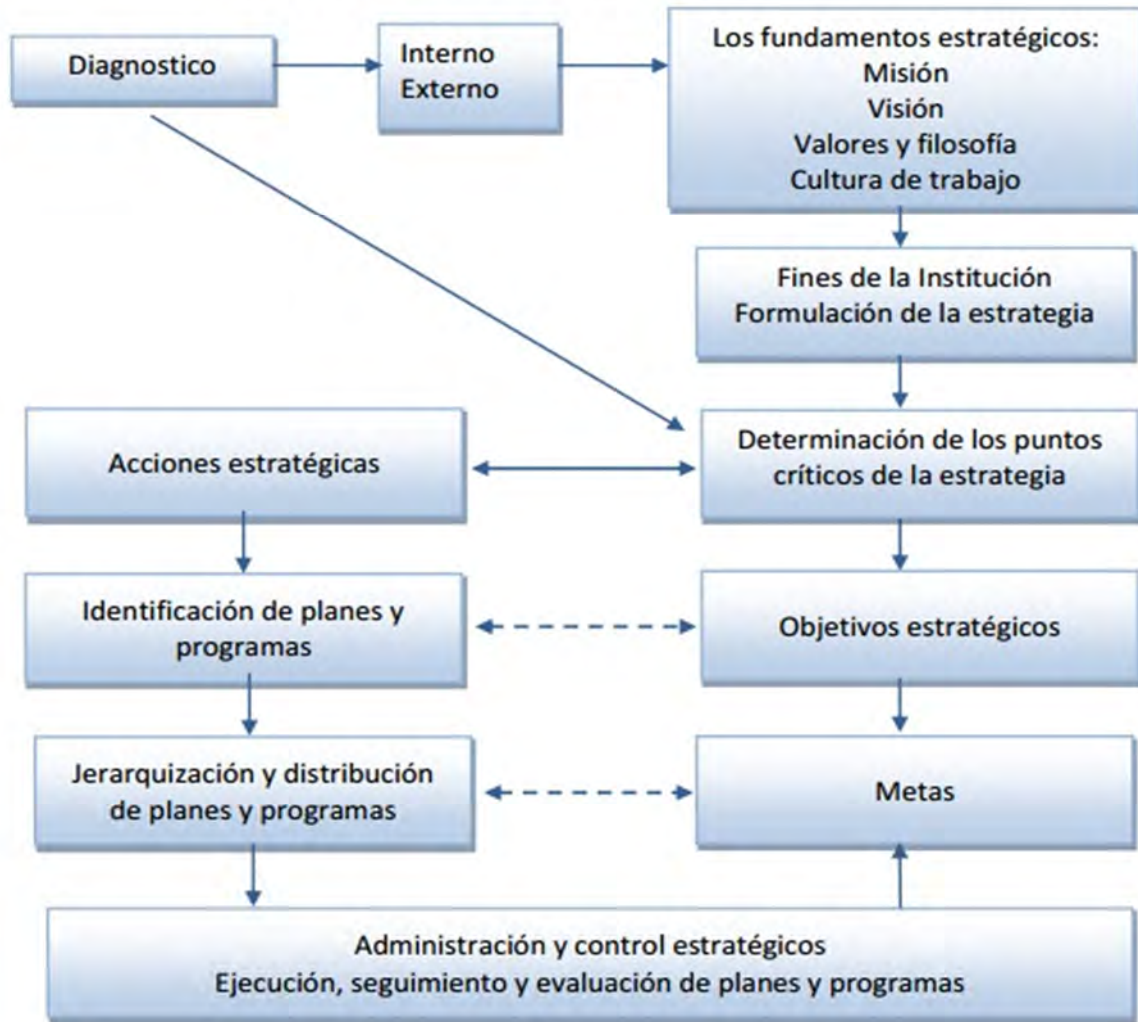 Diagnostico
Interno
Externo
Los fundamentos estratégicos:
Misión
Visión
Valores y filosofía
Cultura de trabajo
Fines de la Institución
Formulación de la estrategia
Acciones estratégicas
Determinación de los puntos
críticos de la estrategia
Identificación de planes y
programas
Objetivos estratégicos
Jerarquización y distribución
de planes y programas
Metas
Administración y control estratégicos
Ejecución, seguimiento y evaluación de planes y programas